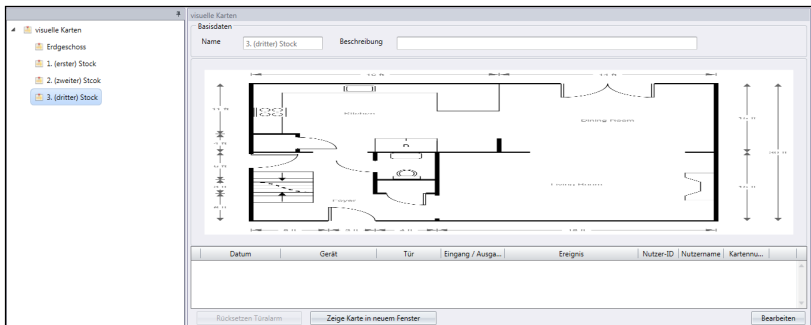 visuelle Karten
Erdgeschoss
1. (erster) Stock
2. (zweiter) Stcok
3. (dritter) Stock
visuelle Karten
Basisdaten
Name 3. (dritter) Stock Beschreibung
Kitchen
Dining Room
Living Room
Foyer
Datum Gerät Tür Eingang / Ausga... Ereignis Nutzer-ID Nutzername Kartennu...
Rücksetzen Türalarm Zeige Karte in neuem Fenster Bearbeiten